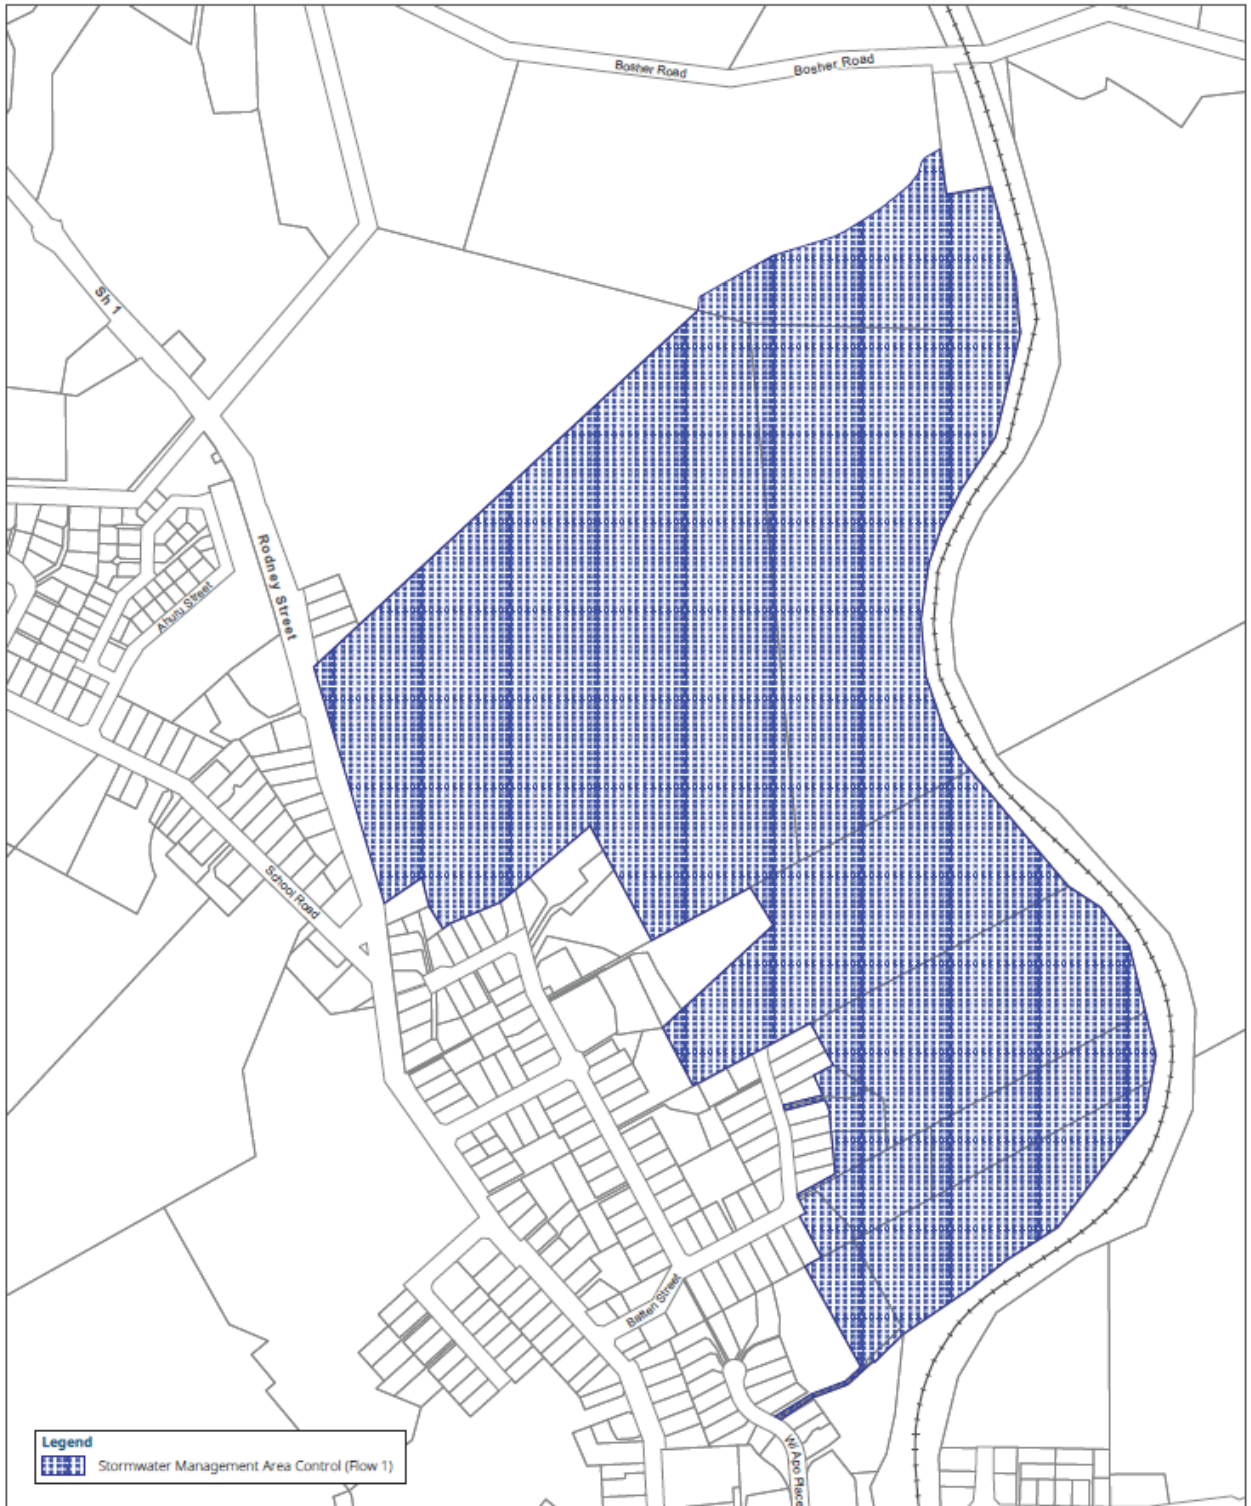 Bosher Road
Bosher Road
Sh 1
Rodney Street
Ahutu Street
School Road
Batten Street
Wi Apo Place
Legend
Stormwater Management Area Control (Flow 1)